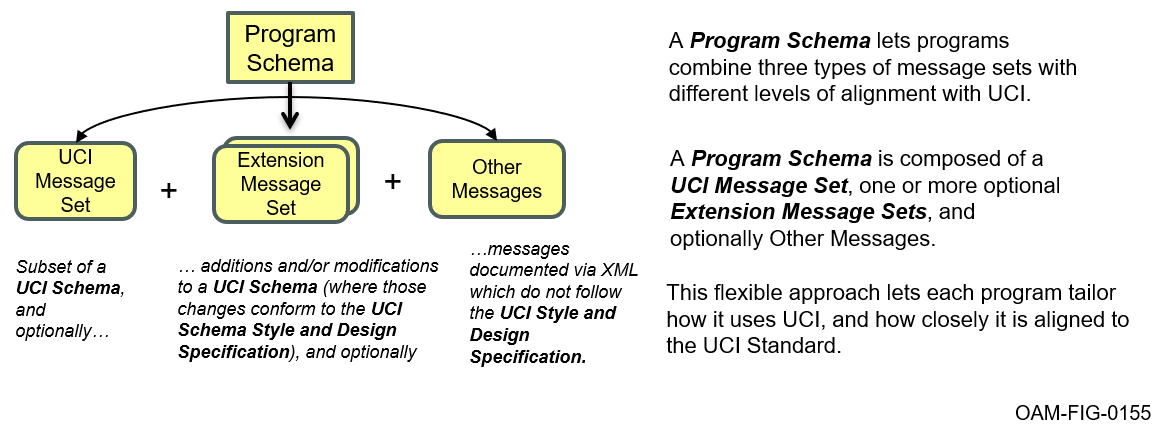 Program
Schema
UCI
Message
Set
+
Extension
Message
Set
+
Other
Messages
Subset of a
UCI Schema,
and
optionally…
… additions and/or modifications
to a UCI Schema (where those
changes conform to the UCI
Schema Style and Design
Specification), and optionally
…messages
documented via XML
which do not follow
the UCI Style and
Design
Specification.
A Program Schema lets programs
combine three types of message sets with
different levels of alignment with UCI.
A Program Schema is composed of a
UCI Message Set, one or more optional
Extension Message Sets, and
optionally Other Messages.
This flexible approach lets each program tailor
how it uses UCI, and how closely it is aligned to
the UCI Standard.
OAM-FIG-0155